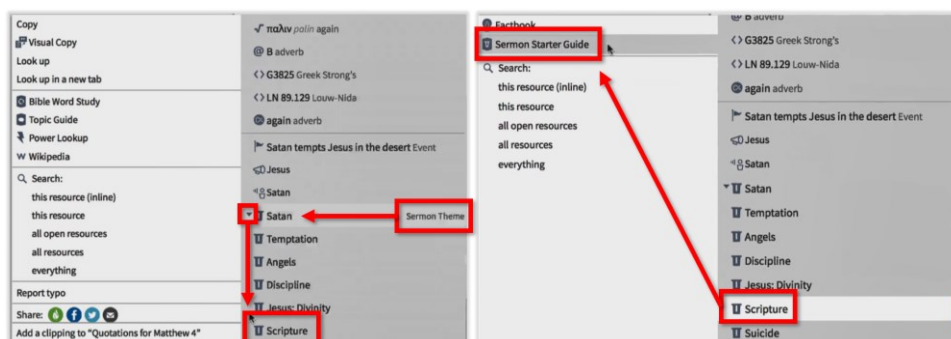 Copy
Visual Copy
Look up
Look up in a new tab
Bible Word Study
Topic Guide
Power Lookup
W Wikipedia
Search:
this resource (inline)
this resource
all open resources
all resources
everything
Report typo
Share:
Add a clipping to "Quotations for Matthew 4"
√ παλιν palin again
@ B adverb
<> G3825 Greek Strong's
<> LN 89.129 Louw-Nida
again adverb
Satan tempts Jesus in the desert Event
Jesus
Satan
Satan Sermon Theme
Temptation
Angels
Discipline
Jesus: Divinity
Scripture
Factbook
Sermon Starter Guide
Search:
this resource (inline)
this resource
all open resources
all resources
everything
@ B adverb
<> G3825 Greek Strong's
<> LN 89.129 Louw-Nida
again adverb
Satan tempts Jesus in the desert Event
Jesus
Satan
Satan
Temptation
Angels
Discipline
Jesus: Divinity
Scripture
Suicide